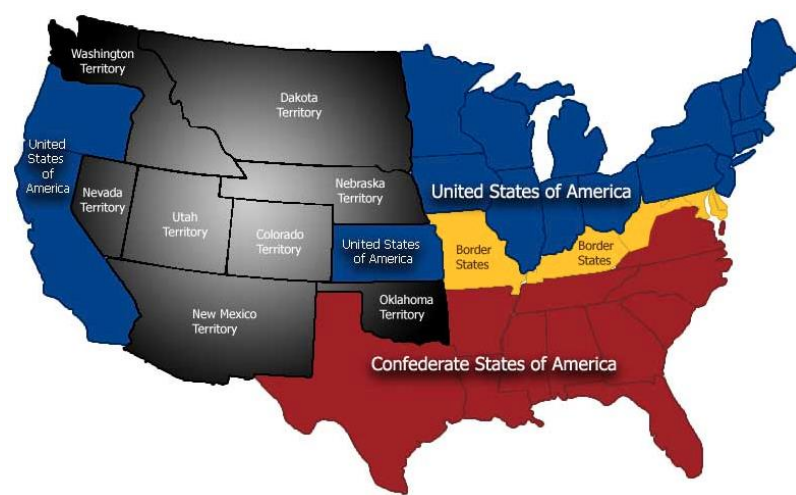 Washington
Territory
Dakota
Territory
United
States
of
America
United States of America
Nevada
Territory
Utah
Territory
Nebraska
Territory
Colorado
Territory
United States
of America
Border
States
Border
States
New Mexico
Territory
Oklahoma
Territory
Confederate States of America